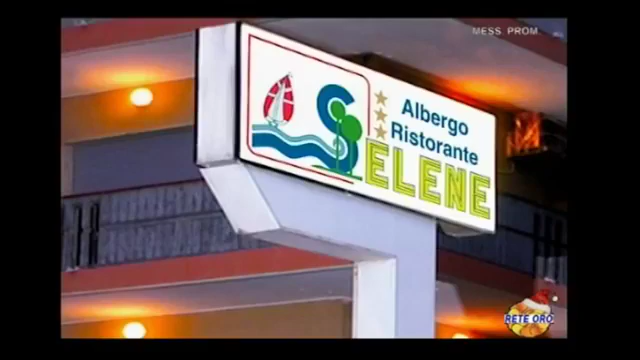 MESS PROM.
Albergo
Ristorante
SELENE
RETE ORO